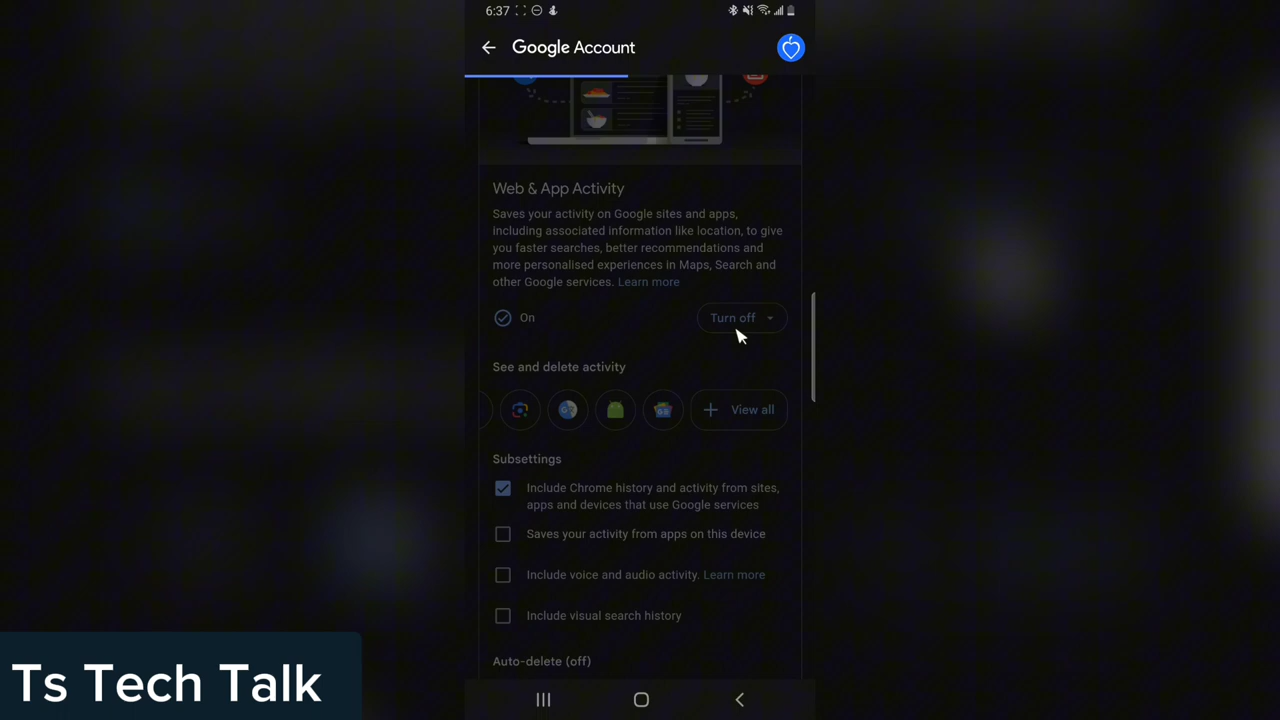 6:37
Google Account
Web & App Activity
Saves your activity on Google sites and apps,
including associated information like location, to give
you faster searches, better recommendations and
more personalised experiences in Maps, Search and
other Google services. Learn more
On
Turn off
See and delete activity
View all
Subsettings
Include Chrome history and activity from sites,
apps and devices that use Google services
Saves your activity from apps on this device
Include voice and audio activity. Learn more
Include visual search history
Auto-delete (off)
Ts Tech Talk